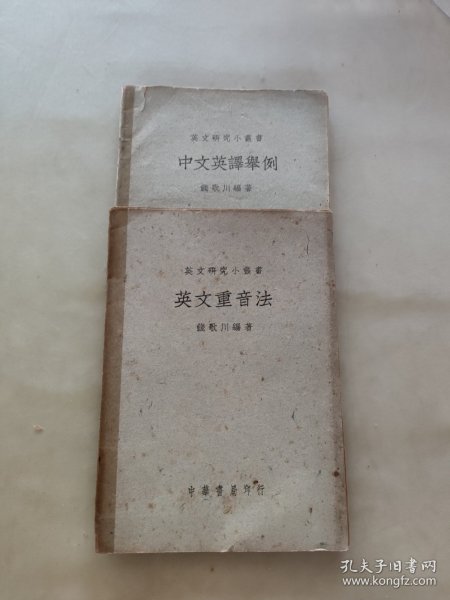 英文研究小叢書
中文英譯舉例
錢歌川編著
英文研究小叢書
英文重音法
錢歌川編著
中華書局印行
孔夫子旧书网
www.kongfz.com